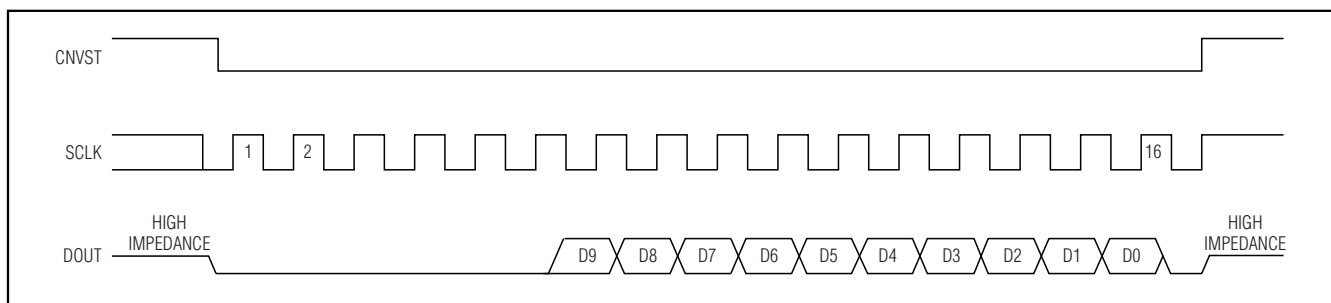 CNVST
SCLK
1
2
16
DOUT
HIGH
IMPEDANCE
D9
D8
D7
D6
D5
D4
D3
D2
D1
D0
HIGH
IMPEDANCE